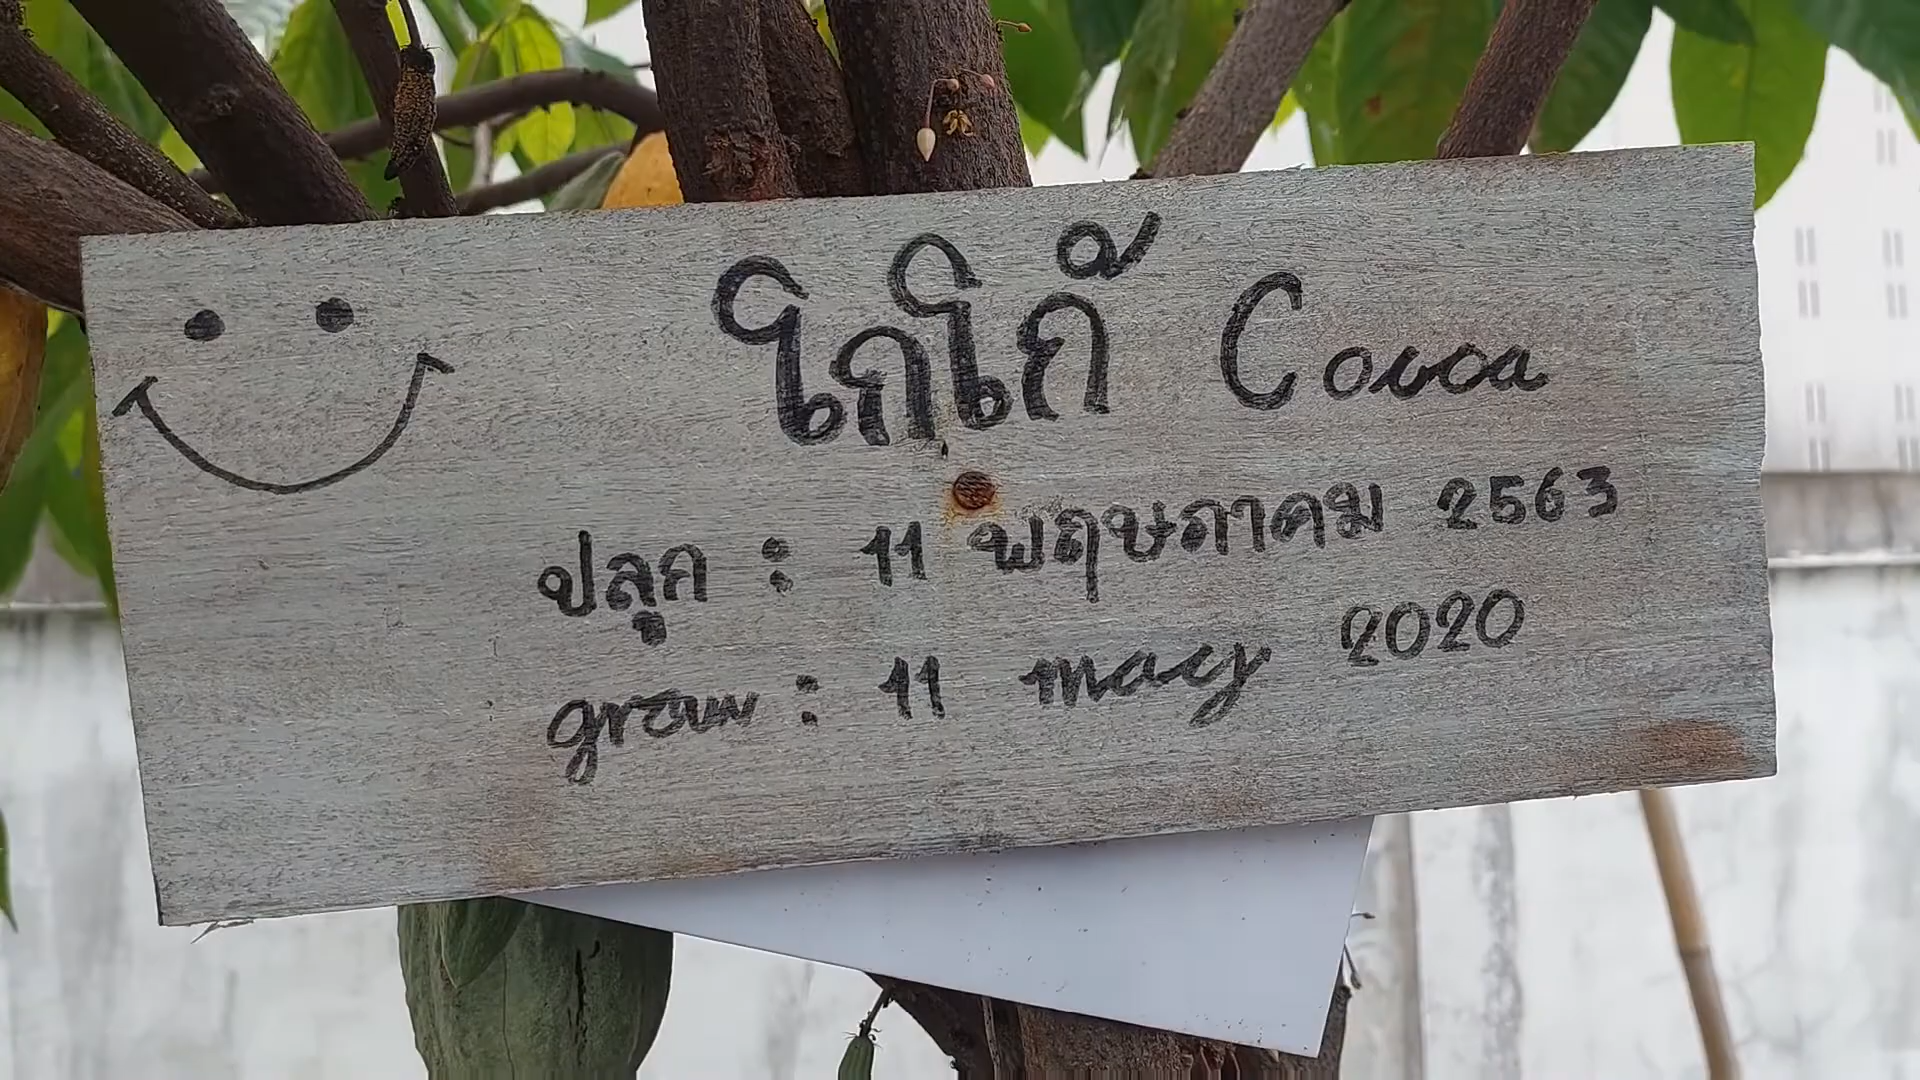 โกโก้ Cocoa
ปลูก : 11 พฤษภาคม 2563
grow : 11 may 2020